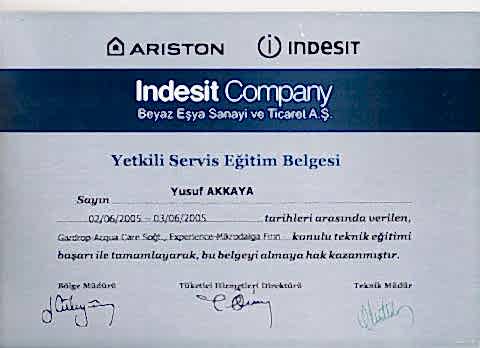 ARISTON INDESIT
Indesit Company
Beyaz Eşya Sanayi ve Ticaret A.Ş.
Yetkili Servis Eğitim Belgesi
Sayın Yusuf AKKAYA
02/06/2005 - 03/06/2005 tarihleri arasında verilen,
Gardrop-Acqua Care Soğt., Experience-Mikrodalga Fırın konulu teknik eğitimi
başarı ile tamamlayarak, bu belgeyi almaya hak kazanmıştır.
Bölge Müdürü Tüketici Hizmetleri Direktörü Teknik Müdür